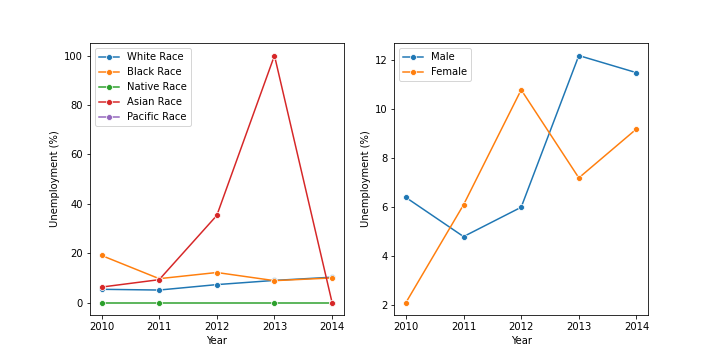 100
80
60
40
20
0
Unemployment (%)
2010 2011 2012 2013 2014
Year
White Race
Black Race
Native Race
Asian Race
Pacific Race
12
10
8
6
4
2
Unemployment (%)
2010 2011 2012 2013 2014
Year
Male
Female